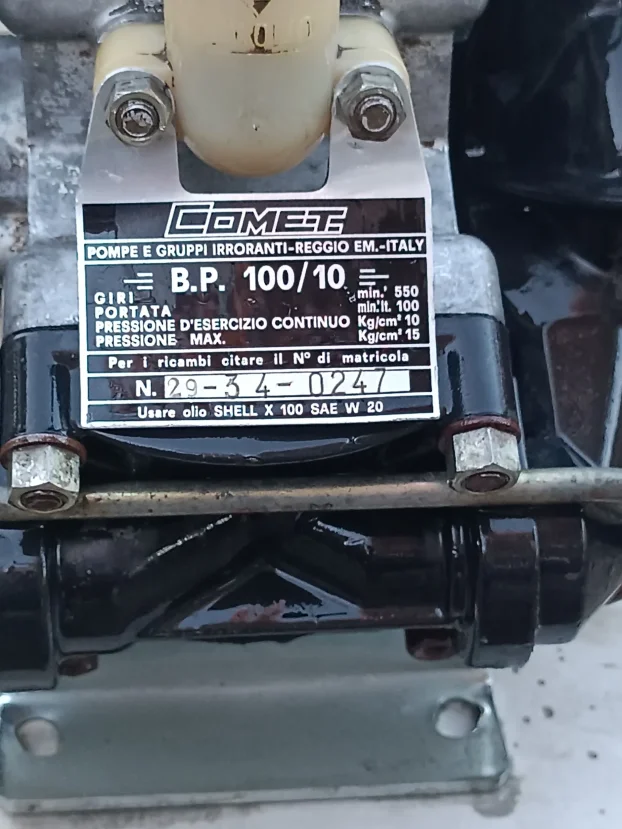 COMET
POMPE E GRUPPI IRRORANTI-REGGIO EM.-ITALY
B.P. 100/10
GIRI min.' 550
PORTATA min.'lt. 100
PRESSIONE D'ESERCIZIO CONTINUO Kg/cm² 10
PRESSIONE MAX. Kg/cm² 15
Per i ricambi citare il N° di matricola
N. 29-34-0247
Usare olio SHELL X 100 SAE W 20